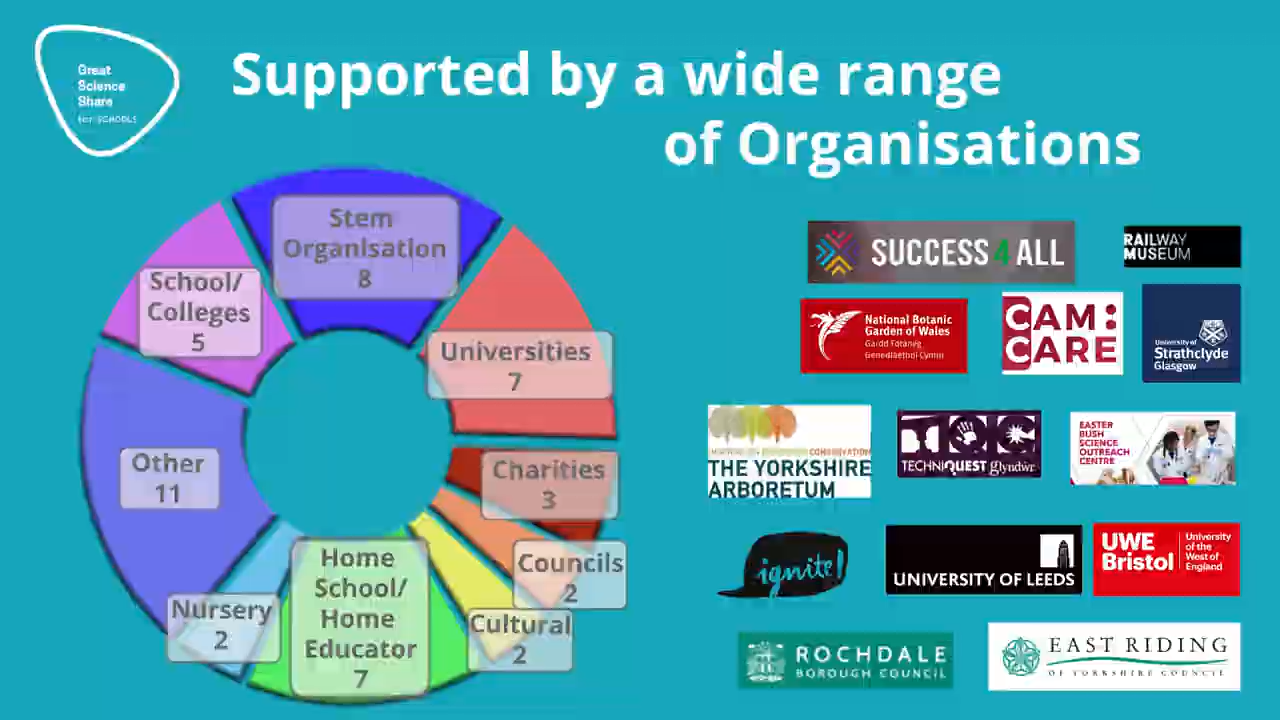 Great
Science
Share
for SCHOOLS
Supported by a wide range
of Organisations
Stem
Organisation
8
School/
Colleges
5
Universities
7
Other
11
Charities
3
Councils
2
Cultural
2
Home
School/
Home
Educator
7
Nursery
2
SUCCESS4ALL
RAILWAY
MUSEUM
National Botanic
Garden of Wales
Gardd Fotaneg
Genedlaethol Cymru
CAM:
CARE
University of
Strathclyde
Glasgow
THE YORKSHIRE
ARBORETUM
TECHNIQUEST glyndŵr
EASTER
BUSH
SCIENCE
OUTREACH
CENTRE
ignite!
UNIVERSITY OF LEEDS
UWE
Bristol
University
of the
West of
England
ROCHDALE
BOROUGH COUNCIL
EAST RIDING
OF YORKSHIRE COUNCIL